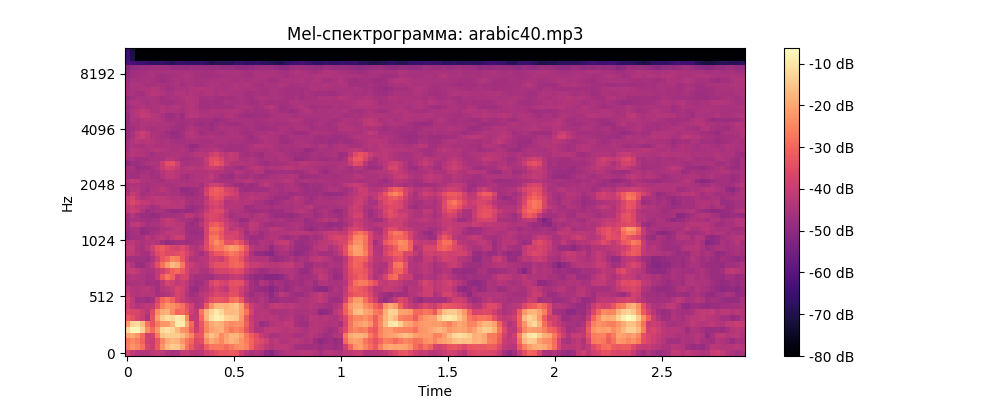 Mel-спектрограмма: arabic40.mp3
8192
4096
2048
1024
512
0
Hz
0 0.5 1 1.5 2 2.5
Time
-10 dB
-20 dB
-30 dB
-40 dB
-50 dB
-60 dB
-70 dB
-80 dB